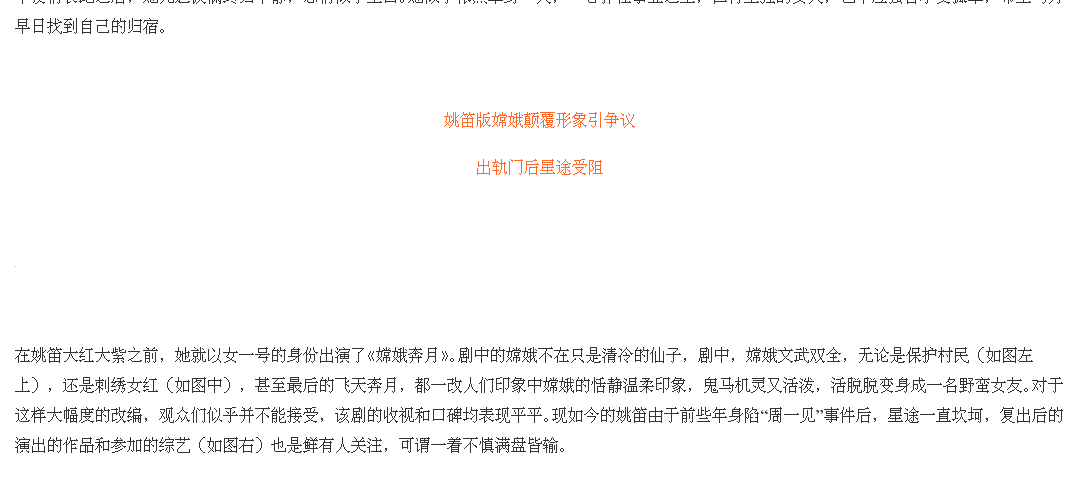 早日找到自己的归宿。
姚笛版嫦娥颠覆形象引争议
出轨门后星途受阻
在姚笛大红大紫之前，她就以女一号的身份出演了《嫦娥奔月》。剧中的嫦娥不在只是清冷的仙子，剧中，嫦娥文武双全，无论是保护村民（如图左
上），还是刺绣女红（如图中），甚至最后的飞天奔月，都一改人们印象中嫦娥的恬静温柔印象，鬼马机灵又活泼，活脱脱变身成一名野蛮女友。对于
这样大幅度的改编，观众们似乎并不能接受，该剧的收视和口碑均表现平平。现如今的姚笛由于前些年身陷“周一见”事件后，星途一直坎坷，复出后的
演出的作品和参加的综艺（如图右）也是鲜有人关注，可谓一着不慎满盘皆输。